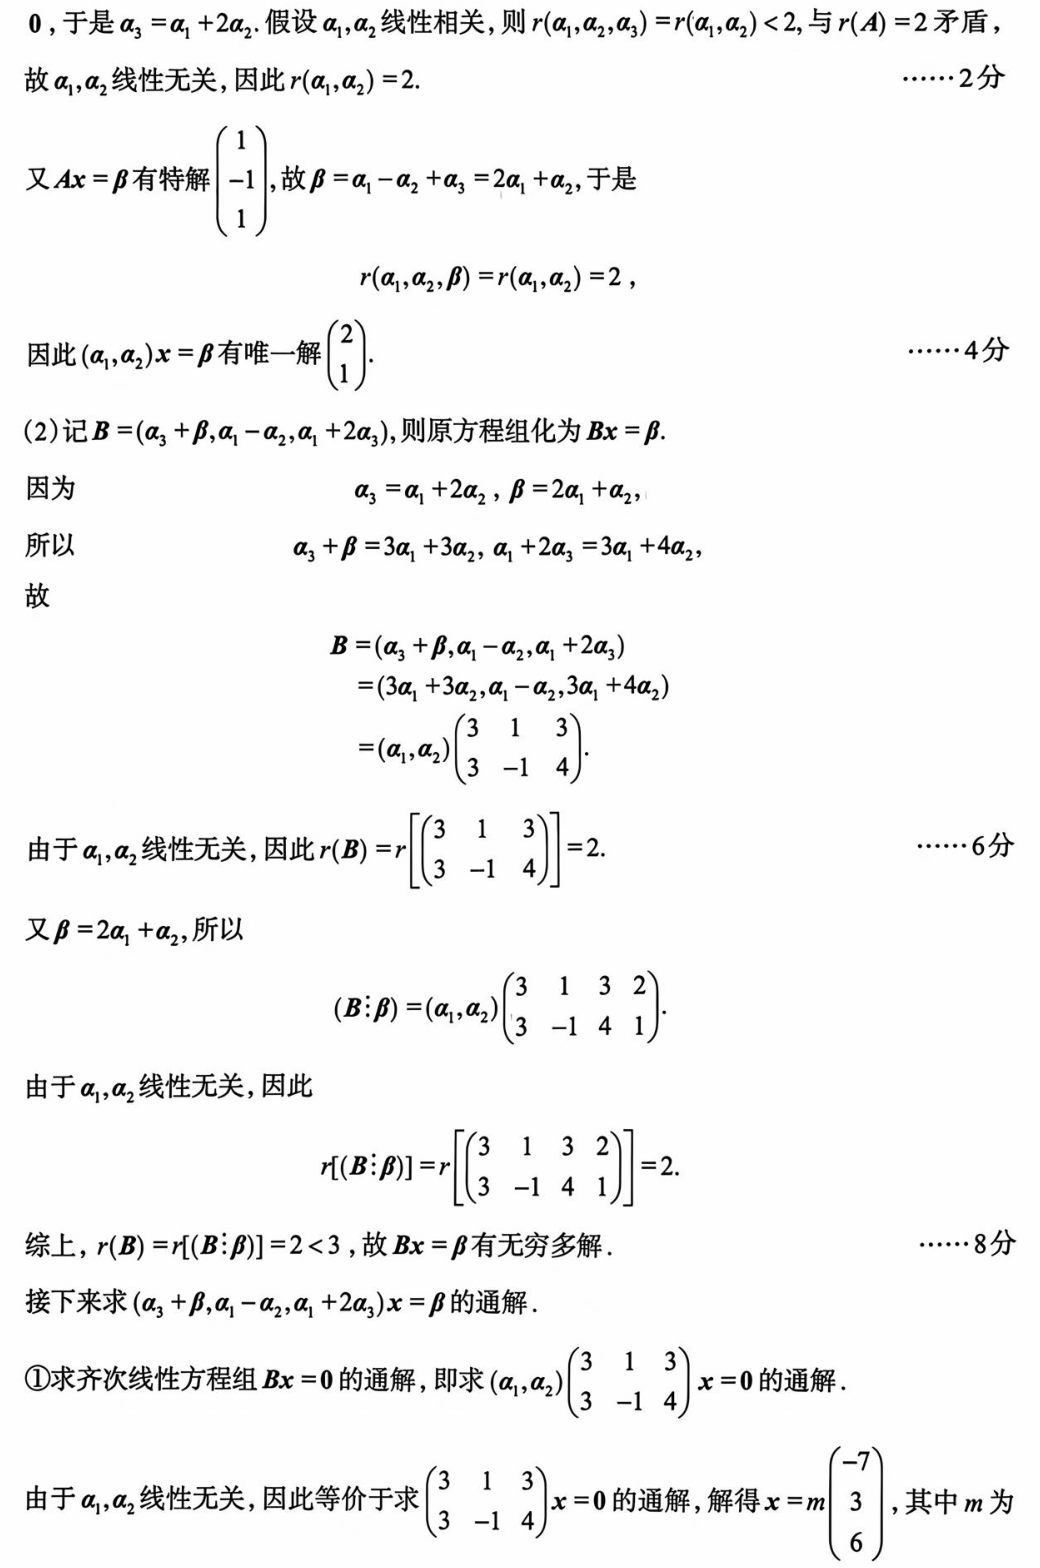 0,于是α₃=α₁+2α₂.假设α₁,α₂线性相关,则r(α₁,α₂,α₃)=r(α₁,α₂)<2,与r(A)=2矛盾,
故α₁,α₂线性无关,因此r(α₁,α₂)=2. ……2分
又Ax=β有特解(1 -1 1),故β=α₁-α₂+α₃=2α₁+α₂,于是
r(α₁,α₂,β)=r(α₁,α₂)=2,
因此(α₁,α₂)x=β有唯一解(2 1). ……4分
(2)记B=(α₃+β,α₁-α₂,α₁+2α₃),则原方程组化为Bx=β.
因为 α₃=α₁+2α₂,β=2α₁+α₂,
所以 α₃+β=3α₁+3α₂,α₁+2α₃=3α₁+4α₂,
故
B=(α₃+β,α₁-α₂,α₁+2α₃)
=(3α₁+3α₂,α₁-α₂,3α₁+4α₂)
=(α₁,α₂)(3 1 3
3 -1 4).
由于α₁,α₂线性无关,因此r(B)=r[(3 1 3
3 -1 4)]=2. ……6分
又β=2α₁+α₂,所以
(B⋮β)=(α₁,α₂)(3 1 3 2
3 -1 4 1).
由于α₁,α₂线性无关,因此
r[(B⋮β)]=r[(3 1 3 2
3 -1 4 1)]=2.
综上,r(B)=r[(B⋮β)]=2<3,故Bx=β有无穷多解. ……8分
接下来求(α₃+β,α₁-α₂,α₁+2α₃)x=β的通解.
①求齐次线性方程组Bx=0的通解,即求(α₁,α₂)(3 1 3
3 -1 4)x=0的通解.
由于α₁,α₂线性无关,因此等价于求(3 1 3
3 -1 4)x=0的通解,解得x=m(-7 3 6),其中m为